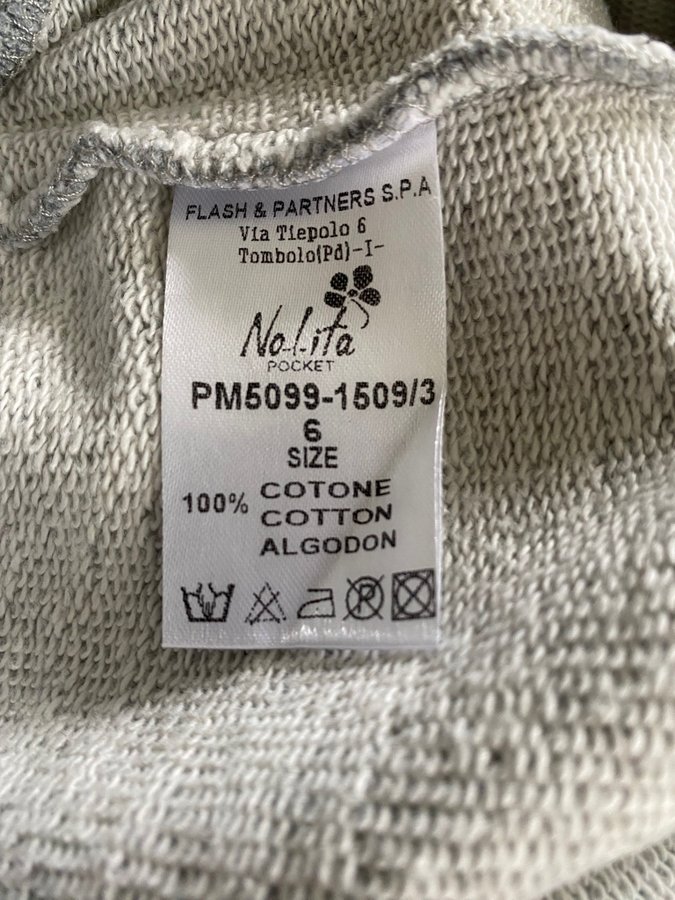 FLASH & PARTNERS S.P.A
Via Tiepolo 6
Tombolo(Pd)-I-
No.l.ita
POCKET
PM5099-1509/3
6
SIZE
100% COTONE
COTTON
ALGODON
P